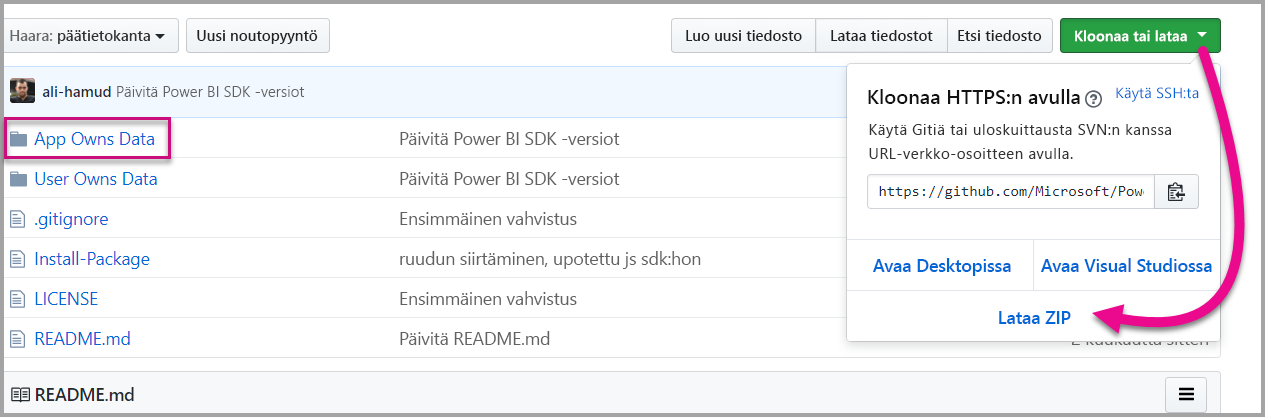 Haara: päätietokanta
Uusi noutopyyntö
Luo uusi tiedosto
Lataa tiedostot
Etsi tiedosto
Kloonaa tai lataa
ali-hamud Päivitä Power BI SDK -versiot
App Owns Data Päivitä Power BI SDK -versiot
User Owns Data Päivitä Power BI SDK -versiot
.gitignore Ensimmäinen vahvistus
Install-Package ruudun siirtäminen, upotettu js sdk:hon
LICENSE Ensimmäinen vahvistus
README.md Päivitä README.md
Kloonaa HTTPS:n avulla
Käytä SSH:ta
Käytä Gitiä tai uloskuittausta SVN:n kanssa
URL-verkko-osoitteen avulla.
https://github.com/Microsoft/Pow
Avaa Desktopissa
Avaa Visual Studiossa
Lataa ZIP
README.md